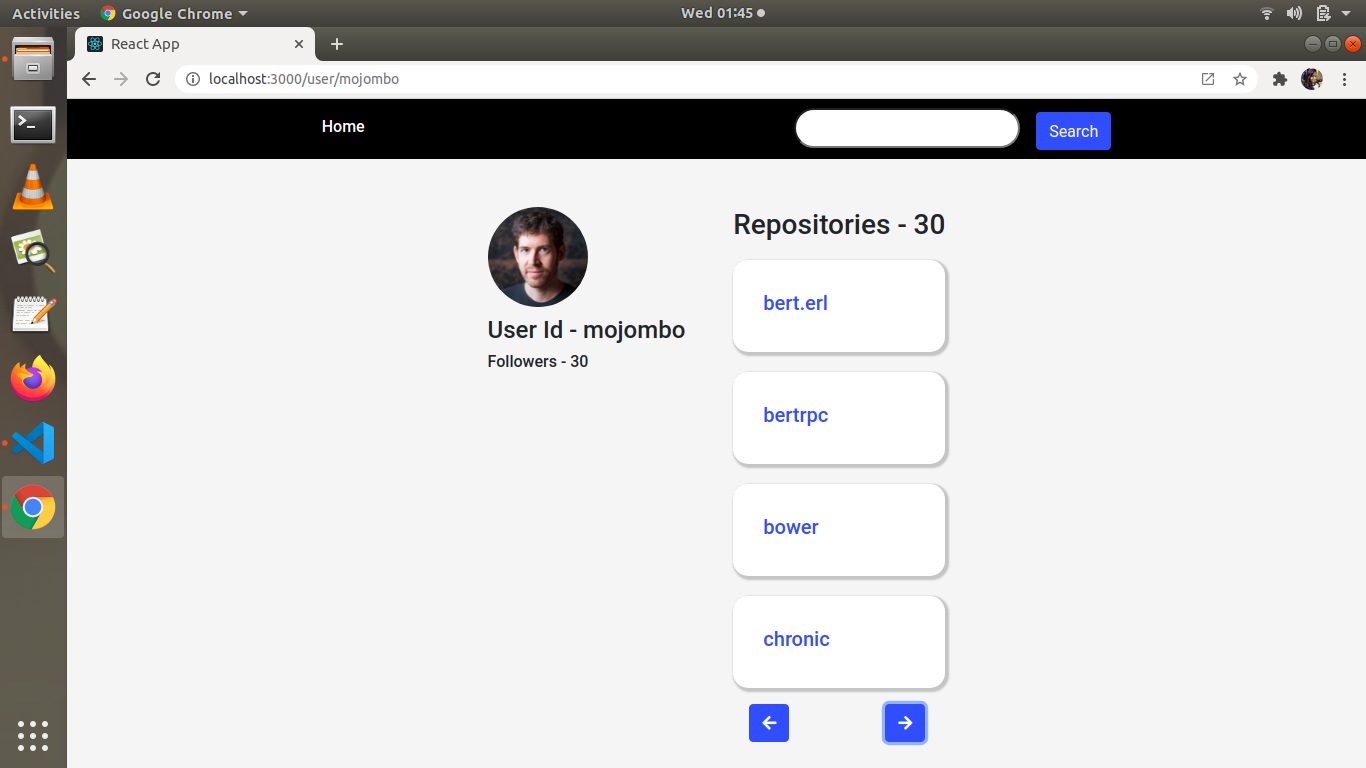 Activities
Google Chrome
Wed 01:45
React App
localhost:3000/user/mojombo
Home
Search
User Id - mojombo
Followers - 30
Repositories - 30
bert.erl
bertrpc
bower
chronic